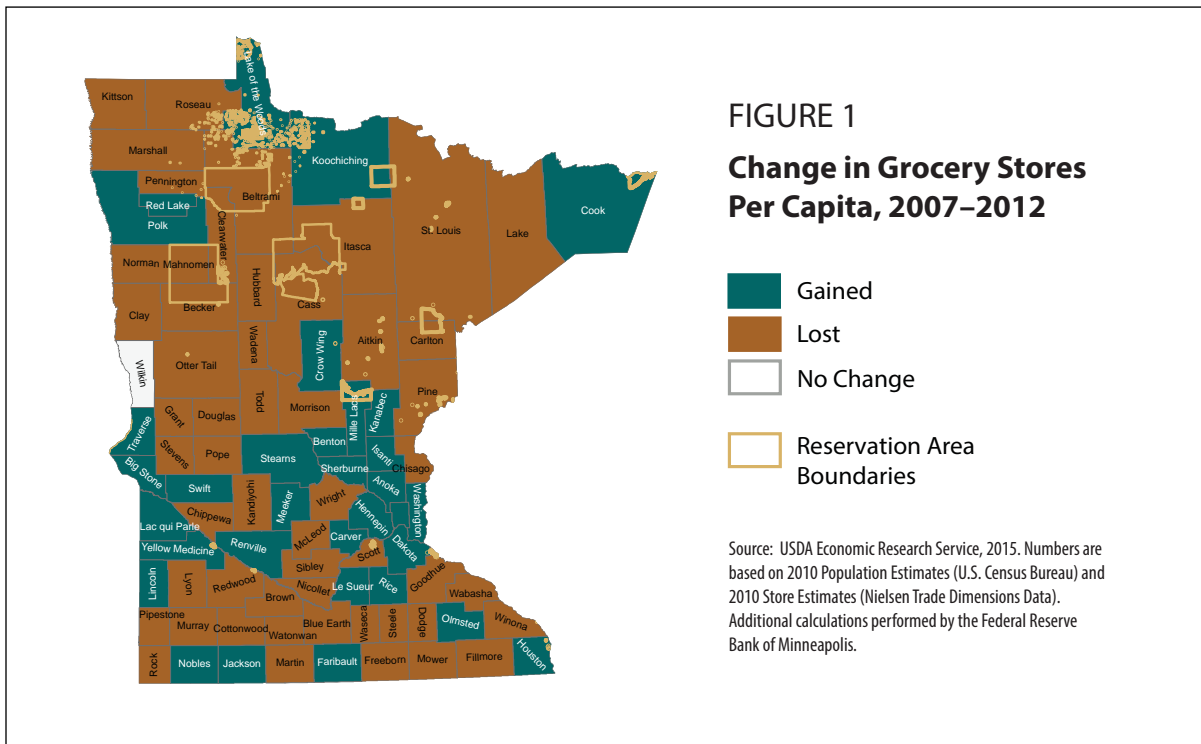 FIGURE 1
Change in Grocery Stores
Per Capita, 2007–2012
Gained
Lost
No Change
Reservation Area
Boundaries
Source: USDA Economic Research Service, 2015. Numbers are
based on 2010 Population Estimates (U.S. Census Bureau) and
2010 Store Estimates (Nielsen Trade Dimensions Data).
Additional calculations performed by the Federal Reserve
Bank of Minneapolis.
Kittson
Roseau
Lake of the Woods
Marshall
Koochiching
Pennington
Beltrami
Red Lake
Polk
Clearwater
Cook
St. Louis
Lake
Itasca
Norman
Mahnomen
Hubbard
Cass
Becker
Clay
Wadena
Crow Wing
Aitkin
Carlton
Wilkin
Otter Tail
Pine
Todd
Morrison
Mille Lacs
Kanabec
Grant
Douglas
Traverse
Stevens
Pope
Stearns
Benton
Isanti
Big Stone
Swift
Sherburne
Chisago
Anoka
Kandiyohi
Meeker
Wright
Washington
Chippewa
Hennepin
Lac qui Parle
McLeod
Carver
Dakota
Yellow Medicine
Renville
Scott
Sibley
Goodhue
Lincoln
Lyon
Redwood
Nicollet
Le Sueur
Rice
Wabasha
Brown
Pipestone
Murray
Cottonwood
Watonwan
Blue Earth
Waseca
Steele
Dodge
Olmsted
Winona
Rock
Nobles
Jackson
Martin
Faribault
Freeborn
Mower
Fillmore
Houston